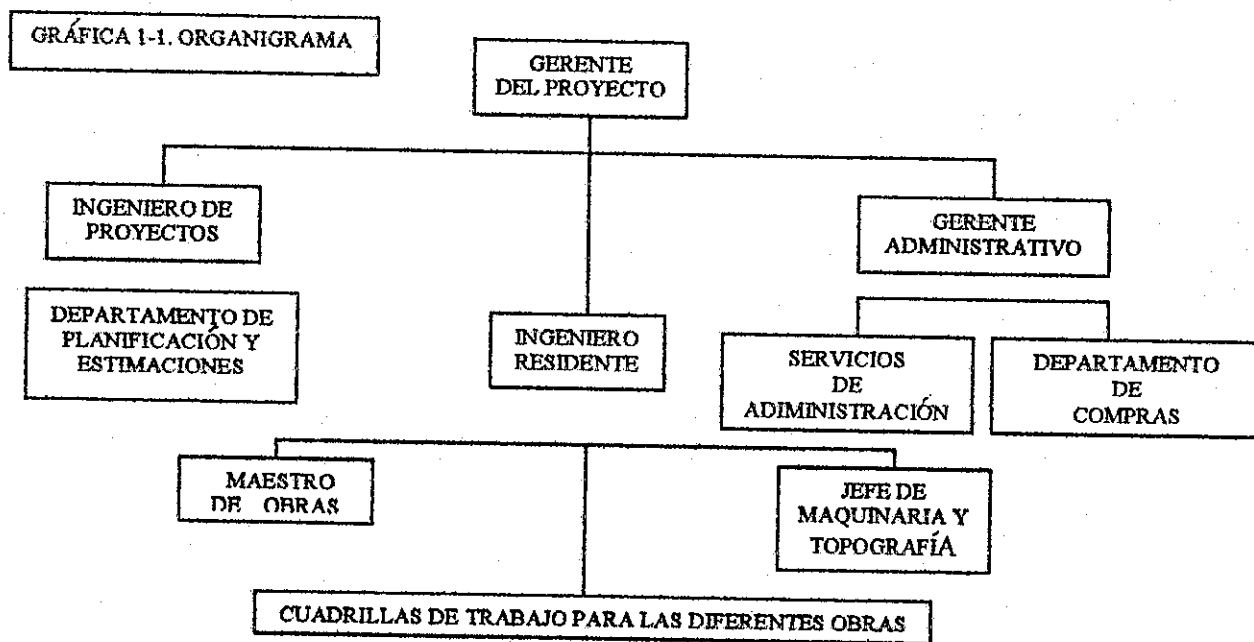 GRÁFICA 1-1. ORGANIGRAMA
GERENTE
DEL PROYECTO
INGENIERO DE
PROYECTOS
GERENTE
ADMINISTRATIVO
DEPARTAMENTO DE
PLANIFICACIÓN Y
ESTIMACIONES
INGENIERO
RESIDENTE
SERVICIOS
DE
ADIMINISTRACIÓN
DEPARTAMENTO
DE
COMPRAS
MAESTRO
DE OBRAS
JEFE DE
MAQUINARIA Y
TOPOGRAFÍA
CUADRILLAS DE TRABAJO PARA LAS DIFERENTES OBRAS